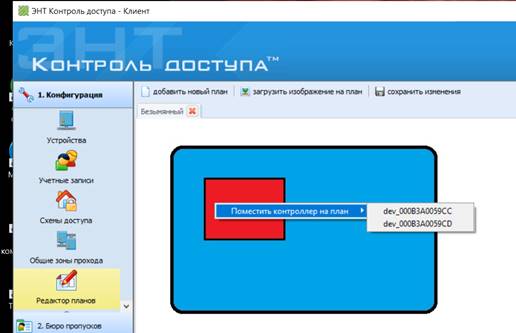 ЭНТ Контроль доступа - Клиент
ЭНТ
КОНТРОЛЬ ДОСТУПА™
1. Конфигурация
добавить новый план
загрузить изображение на план
сохранить изменения
Безымянный
Устройства
Учетные записи
Схемы доступа
Общие зоны прохода
Редактор планов
2. Бюро пропусков
Поместить контроллер на план
dev_000B3A0059CC
dev_000B3A0059CD